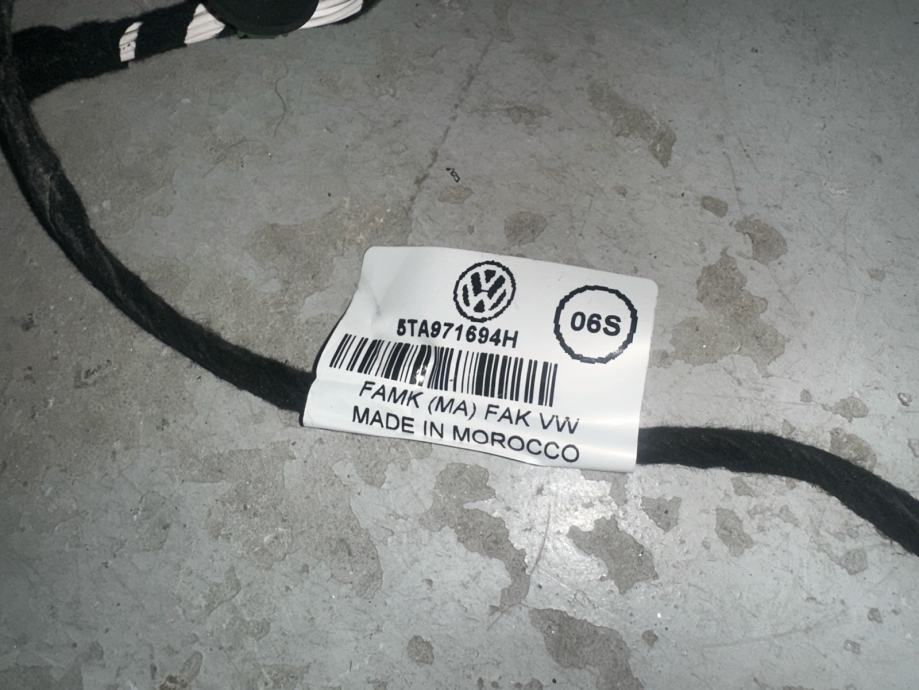 5TA971694H
06S
FAMK (MA) FAK VW
MADE IN MOROCCO